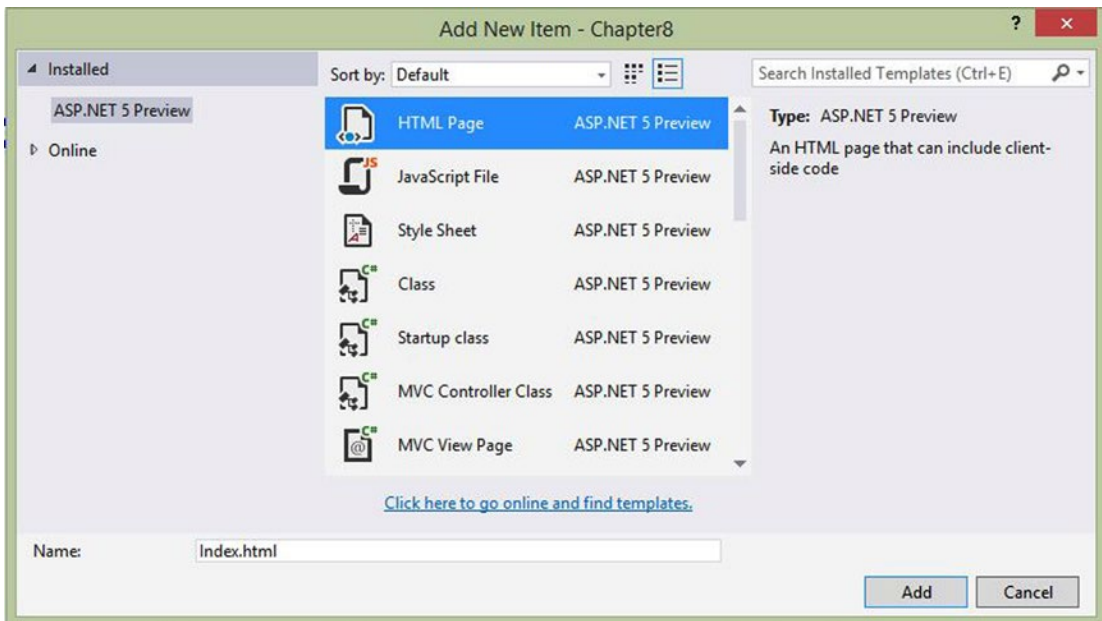 Add New Item - Chapter8
?
×
Installed
ASP.NET 5 Preview
Online
Sort by: Default
Search Installed Templates (Ctrl+E)
HTML Page ASP.NET 5 Preview
JS
JavaScript File ASP.NET 5 Preview
Style Sheet ASP.NET 5 Preview
C#
Class ASP.NET 5 Preview
C#
Startup class ASP.NET 5 Preview
C#
MVC Controller Class ASP.NET 5 Preview
C#
@
MVC View Page ASP.NET 5 Preview
Type: ASP.NET 5 Preview
An HTML page that can include client-
side code
Click here to go online and find templates.
Name: Index.html
Add Cancel